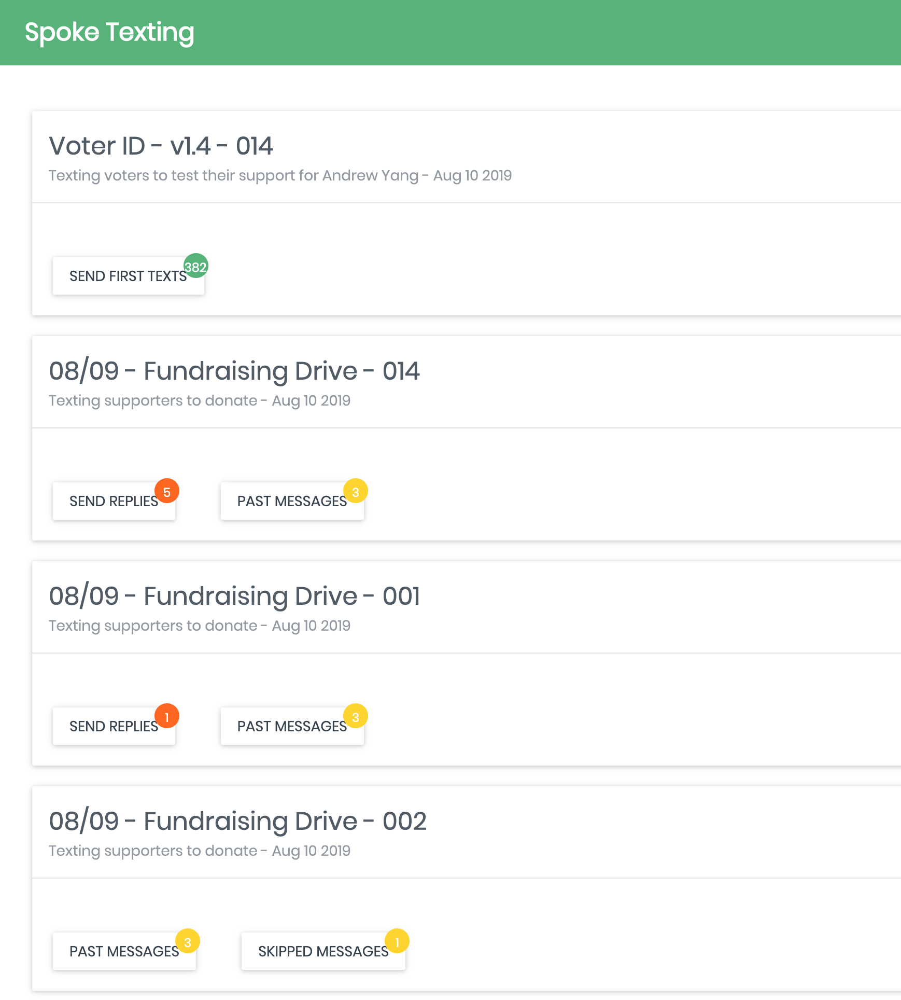 Spoke Texting
Voter ID - v1.4 - 014
Texting voters to test their support for Andrew Yang - Aug 10 2019
SEND FIRST TEXTS 382
08/09 - Fundraising Drive - 014
Texting supporters to donate - Aug 10 2019
SEND REPLIES 5 PAST MESSAGES 3
08/09 - Fundraising Drive - 001
Texting supporters to donate - Aug 10 2019
SEND REPLIES 1 PAST MESSAGES 3
08/09 - Fundraising Drive - 002
Texting supporters to donate - Aug 10 2019
PAST MESSAGES 3 SKIPPED MESSAGES 1